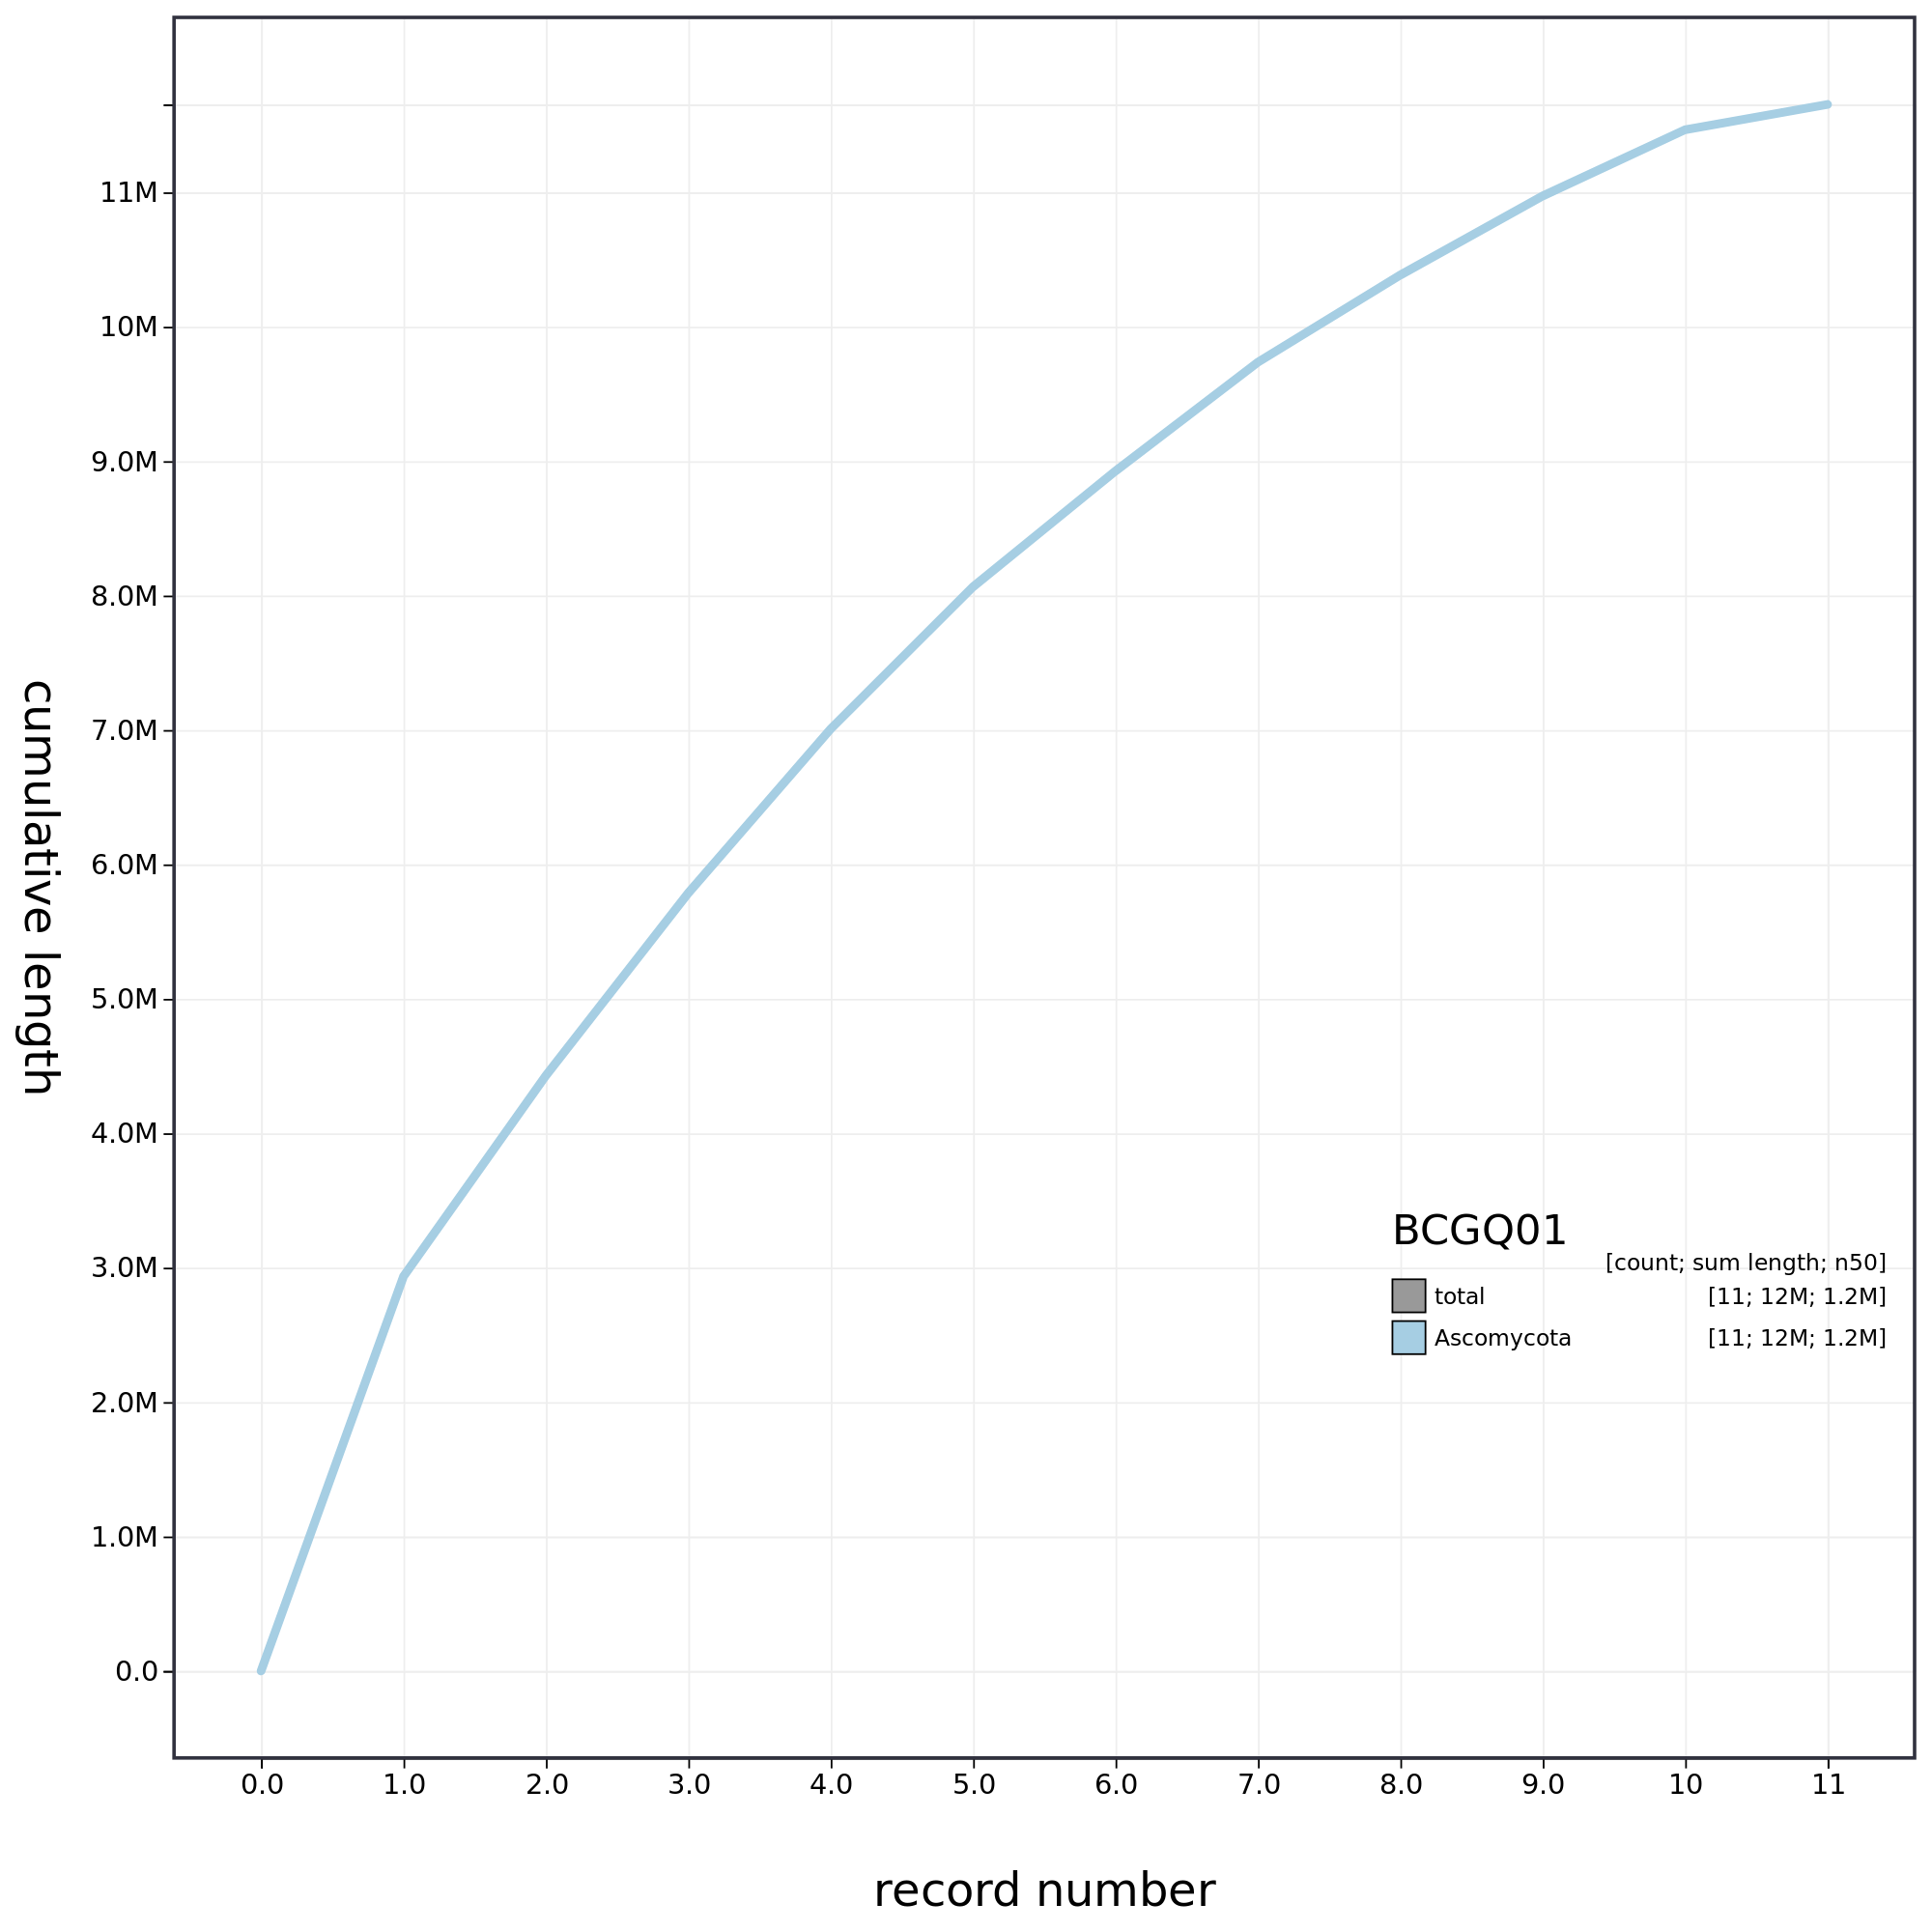 cumulative length
11M
10M
9.0M
8.0M
7.0M
6.0M
5.0M
4.0M
3.0M
2.0M
1.0M
0.0
BCGQ01
[count; sum length; n50]
total [11; 12M; 1.2M]
Ascomycota [11; 12M; 1.2M]
0.0 1.0 2.0 3.0 4.0 5.0 6.0 7.0 8.0 9.0 10 11
record number